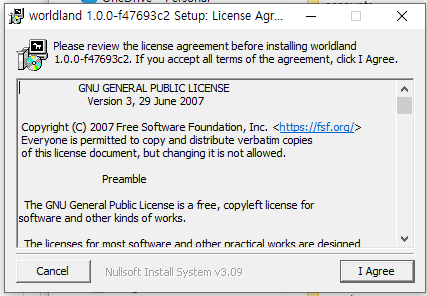 OneDrive - Personal
worldland 1.0.0-f47693c2 Setup: License Agr...
Please review the license agreement before installing worldland
1.0.0-f47693c2. If you accept all terms of the agreement, click I Agree.
GNU GENERAL PUBLIC LICENSE
Version 3, 29 June 2007
Copyright (C) 2007 Free Software Foundation, Inc. <https://fsf.org/>
Everyone is permitted to copy and distribute verbatim copies
of this license document, but changing it is not allowed.
Preamble
The GNU General Public License is a free, copyleft license for
software and other kinds of works.
The licenses for most software and other practical works are designed
Cancel
Nullsoft Install System v3.09
I Agree